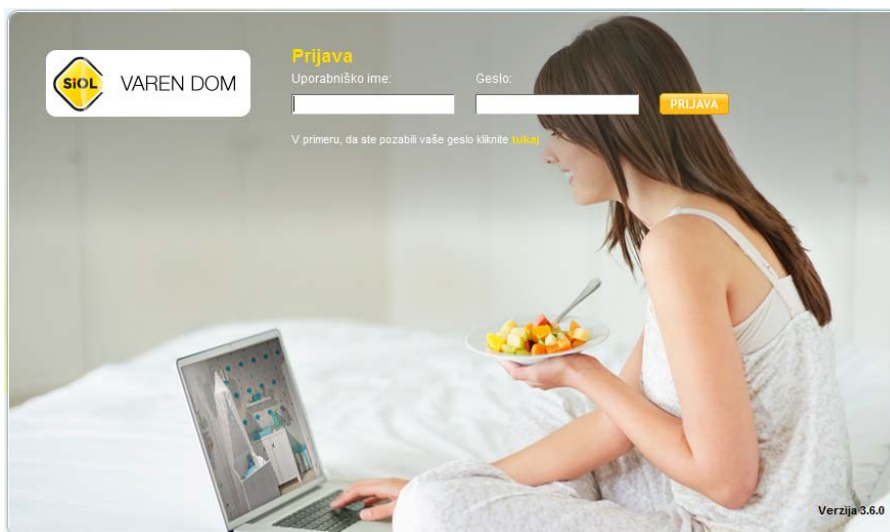 SiOL
VAREN DOM
Prijava
Uporabniško ime:
Geslo:
PRIJAVA
V primeru, da ste pozabili vaše geslo kliknite tukaj
Verzija 3.6.0